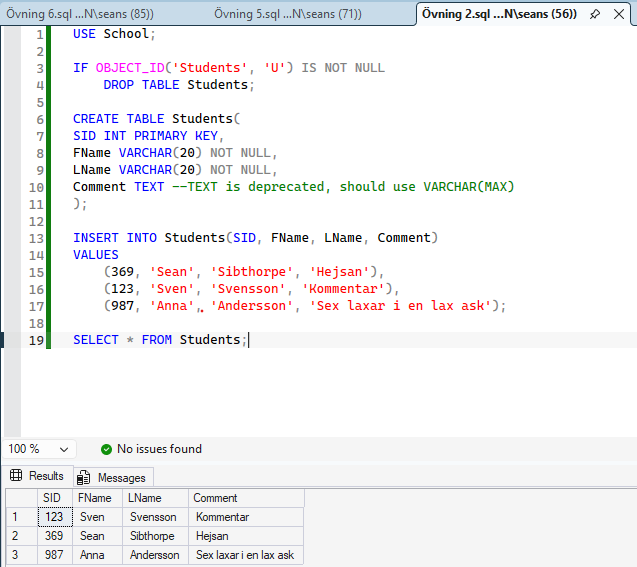 Övning 6.sql ...N\seans (85))
Övning 5.sql ...N\seans (71))
Övning 2.sql ...N\seans (56))
1 USE School;
2
3 IF OBJECT_ID('Students', 'U') IS NOT NULL
4     DROP TABLE Students;
5
6 CREATE TABLE Students(
7 SID INT PRIMARY KEY,
8 FName VARCHAR(20) NOT NULL,
9 LName VARCHAR(20) NOT NULL,
10 Comment TEXT --TEXT is deprecated, should use VARCHAR(MAX)
11 );
12
13 INSERT INTO Students(SID, FName, LName, Comment)
14 VALUES
15     (369, 'Sean', 'Sibthorpe', 'Hejsan'),
16     (123, 'Sven', 'Svensson', 'Kommentar'),
17     (987, 'Anna', 'Andersson', 'Sex laxar i en lax ask');
18
19 SELECT * FROM Students;
100 % No issues found
Results Messages
SID FName LName Comment
1 123 Sven Svensson Kommentar
2 369 Sean Sibthorpe Hejsan
3 987 Anna Andersson Sex laxar i en lax ask